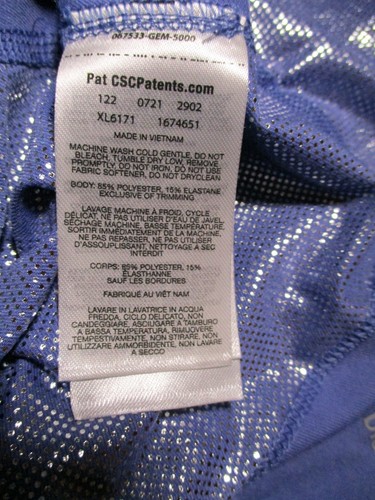 067533-GEM-5000
Pat CSCPatents.com
122 0721 2902
XL6171 1674651
MADE IN VIETNAM
MACHINE WASH COLD GENTLE, DO NOT
BLEACH, TUMBLE DRY LOW, REMOVE
PROMPTLY, DO NOT IRON, DO NOT USE
FABRIC SOFTENER, DO NOT DRYCLEAN
BODY: 85% POLYESTER, 15% ELASTANE
EXCLUSIVE OF TRIMMING
LAVAGE MACHINE À FROID, CYCLE
DÉLICAT, NE PAS UTILISER D'EAU DE JAVEL,
SÉCHAGE MACHINE, BASSE TEMPÉRATURE,
SORTIR IMMÉDIATEMENT DE LA MACHINE,
NE PAS REPASSER, NE PAS UTILISER
D'ASSOUPLISSANT, NETTOYAGE À SEC
INTERDIT
CORPS: 85% POLYESTER, 15%
ÉLASTHANNE
SAUF LES BORDURES
FABRIQUÉ AU VIÊT NAM
LAVARE IN LAVATRICE IN ACQUA
FREDDA, CICLO DELICATO, NON
CANDEGGIARE, ASCIUGARE A TAMBURO
A BASSA TEMPERATURA, RIMUOVERE
TEMPESTIVAMENTE, NON STIRARE, NON
UTILIZZARE AMMORBIDENTE, NON LAVARE
A SECCO